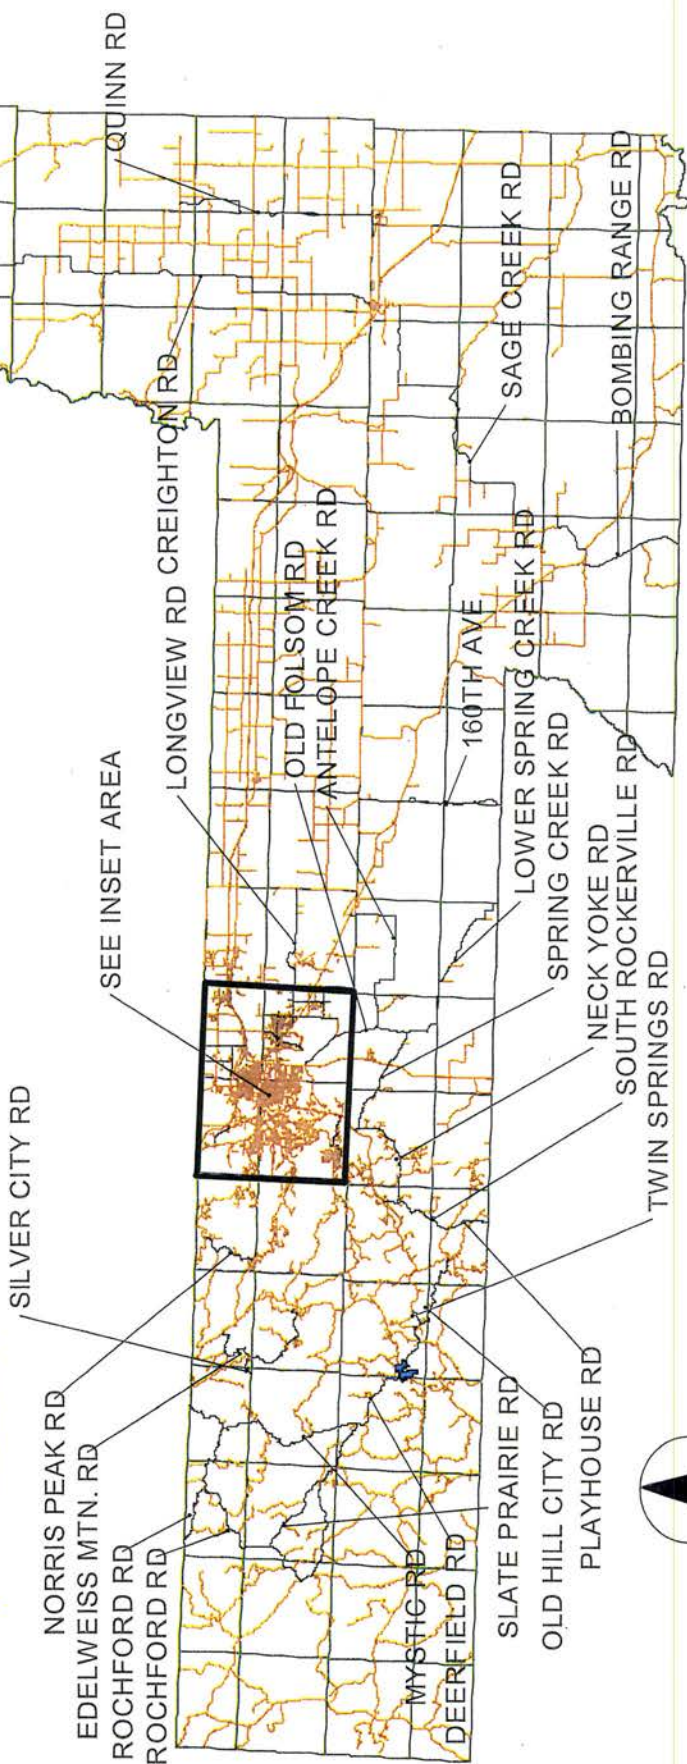 QUINN RD
CREIGHTON RD
LONGVIEW RD
OLD FOLSOM RD
ANTELOPE CREEK RD
SEE INSET AREA
SILVER CITY RD
NORRIS PEAK RD
EDELWEISS MTN. RD
ROCHFORD RD
ROCHFORD RD
MYSTIC RD
DEERFIELD RD
SLATE PRAIRIE RD
OLD HILL CITY RD
PLAYHOUSE RD
TWIN SPRINGS RD
SOUTH ROCKERVILLE RD
NECK YOKE RD
SPRING CREEK RD
LOWER SPRING CREEK RD
160TH AVE
SAGE CREEK RD
BOMBING RANGE RD